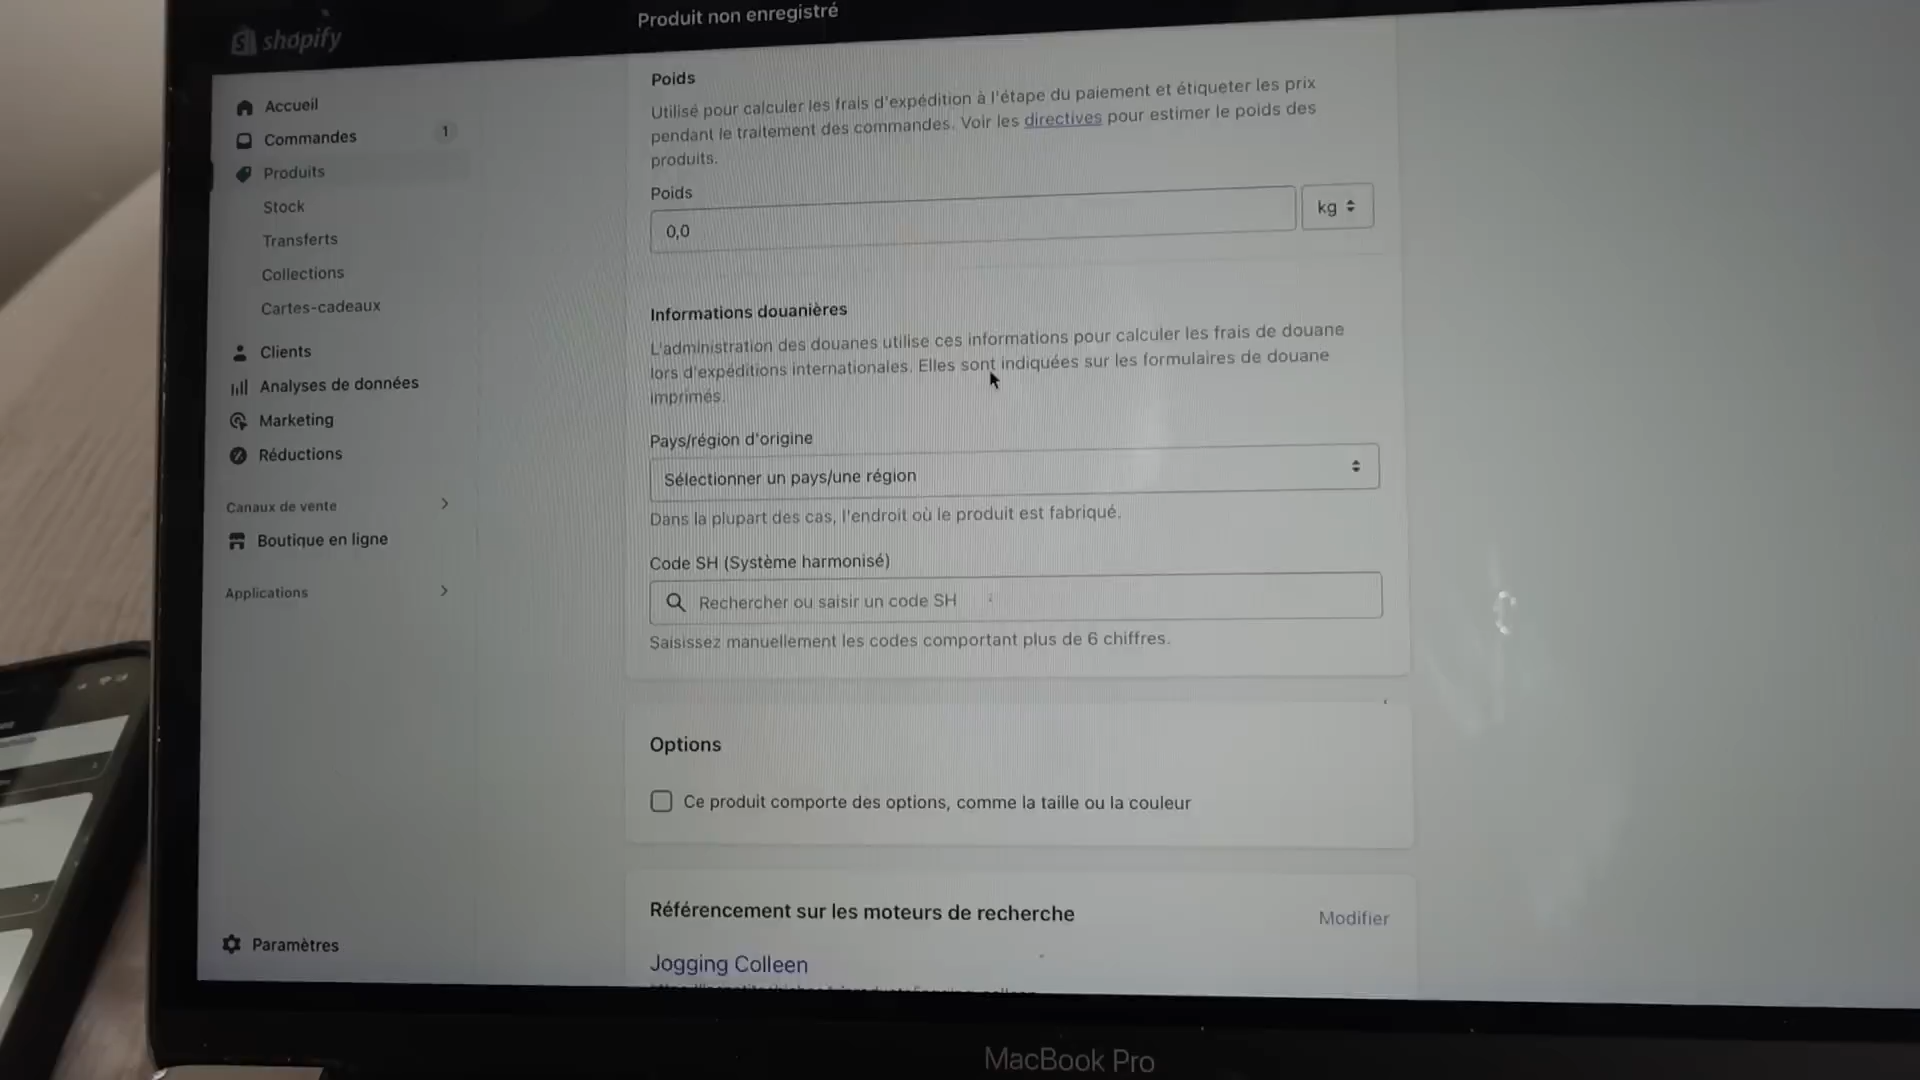 Produit non enregistré
shopify
Accueil
Commandes
1
Produits
Stock
Transferts
Collections
Cartes-cadeaux
Clients
Analyses de données
Marketing
Réductions
Canaux de vente
Boutique en ligne
Applications
Paramètres
Poids
Utilisé pour calculer les frais d'expédition à l'étape du paiement et étiqueter les prix
pendant le traitement des commandes. Voir les directives pour estimer le poids des
produits.
Poids
0,0
kg
Informations douanières
L'administration des douanes utilise ces informations pour calculer les frais de douane
lors d'expéditions internationales. Elles sont indiquées sur les formulaires de douane
imprimés.
Pays/région d'origine
Sélectionner un pays/une région
Dans la plupart des cas, l'endroit où le produit est fabriqué.
Code SH (Système harmonisé)
Rechercher ou saisir un code SH
Saisissez manuellement les codes comportant plus de 6 chiffres.
Options
Ce produit comporte des options, comme la taille ou la couleur
Référencement sur les moteurs de recherche
Modifier
Jogging Colleen
MacBook Pro